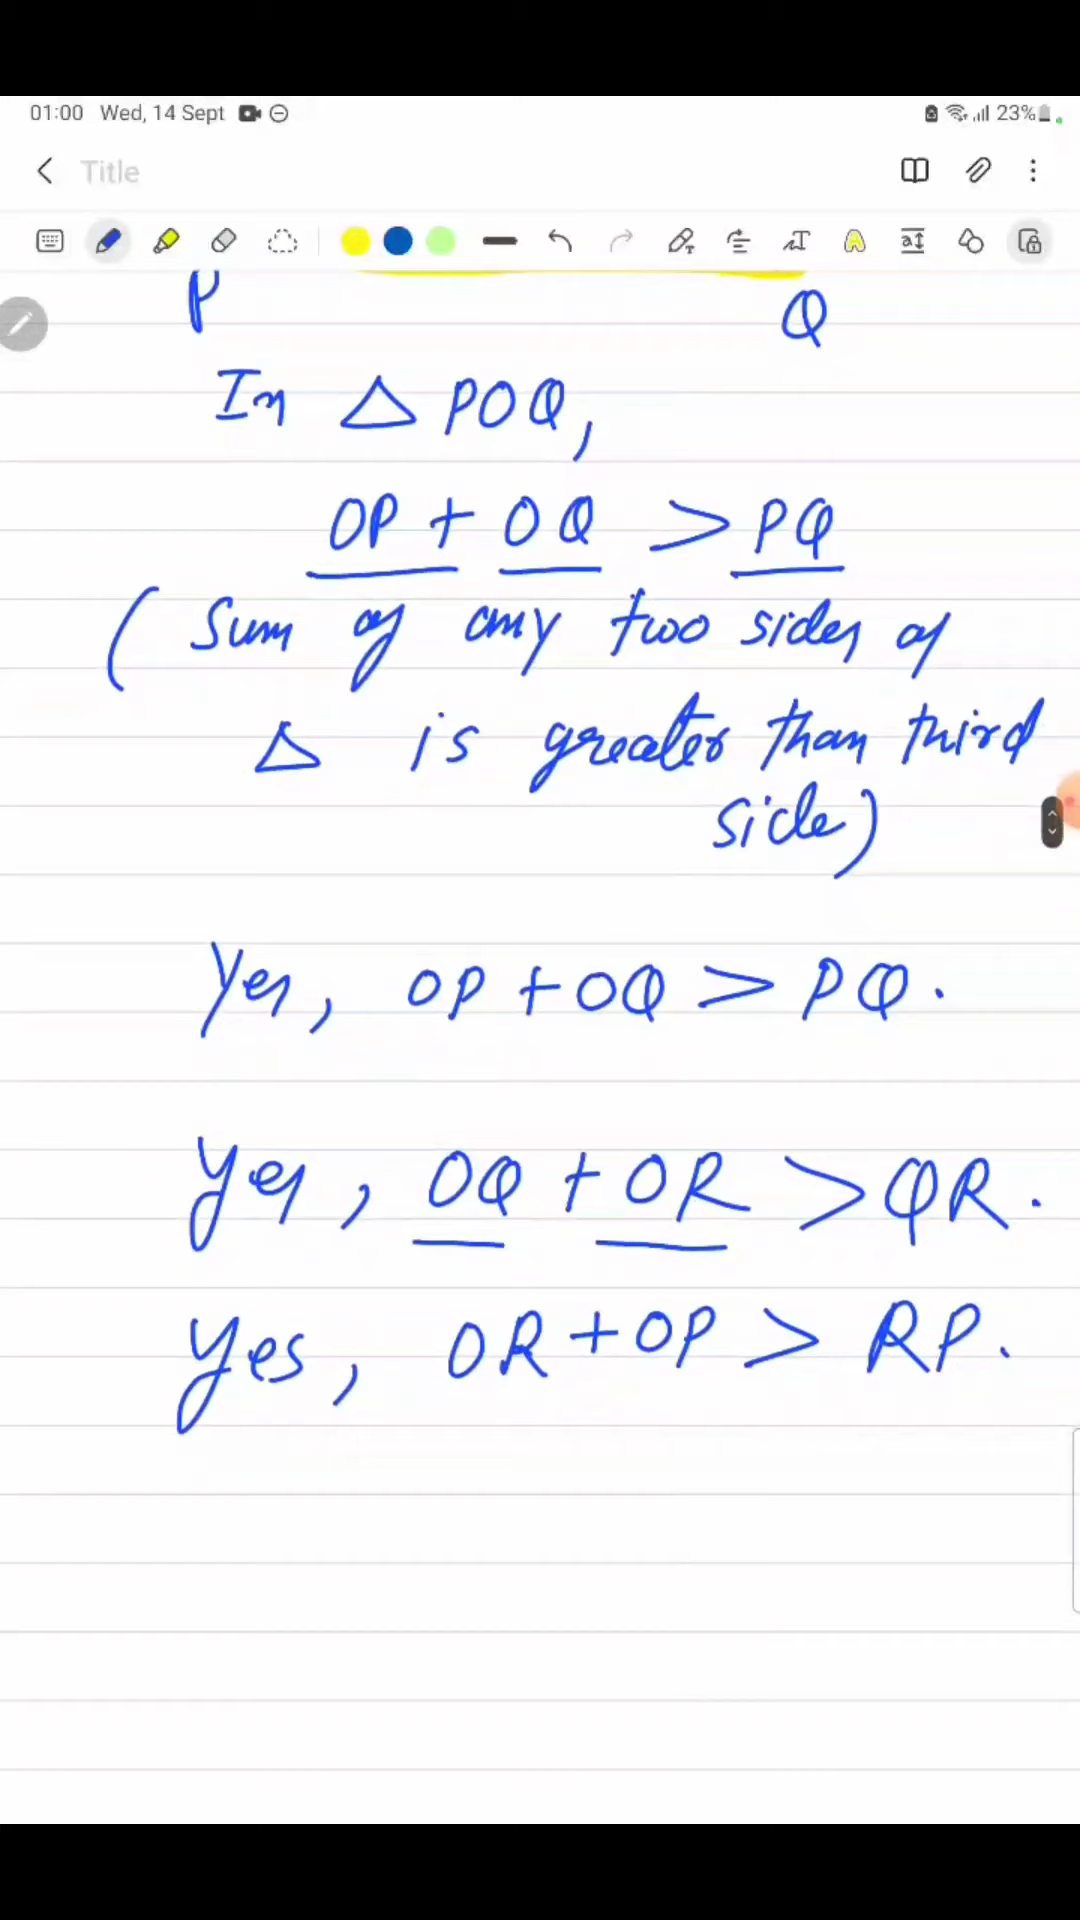 01:00 Wed, 14 Sept 23%
Title
P Q
In △ POQ,
OP + OQ > PQ
( Sum of any two sides of
△ is greater than third
side)
Yes, OP + OQ > PQ.
Yes, OQ + OR > QR.
Yes, OR + OP > RP.